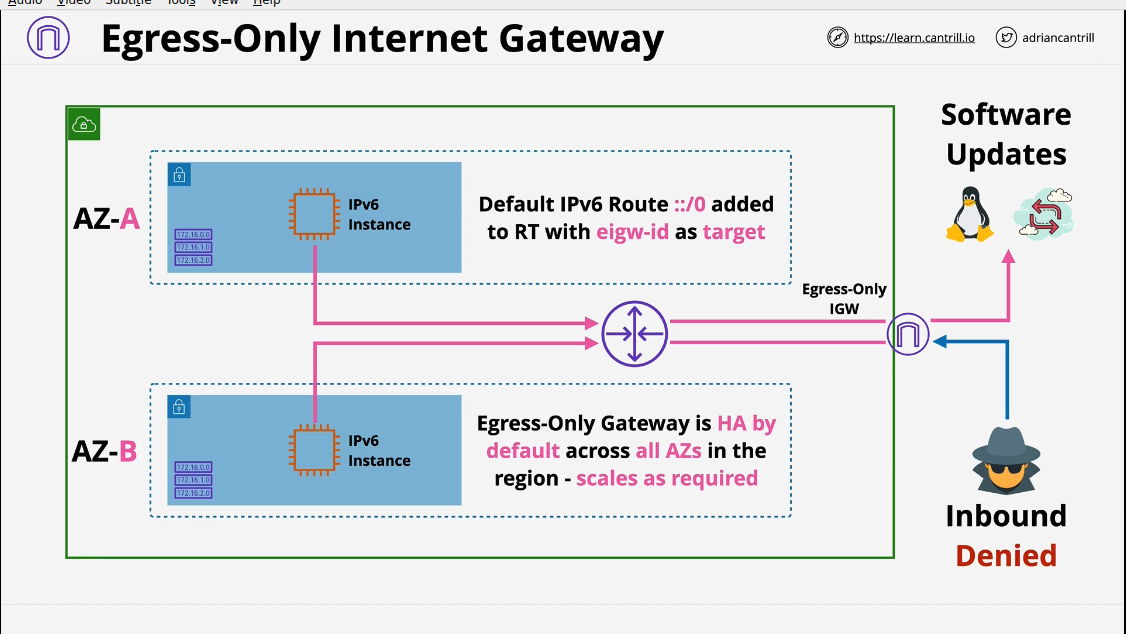 Audio Video Subtitle Tools View Help
Egress-Only Internet Gateway
https://learn.cantrill.io
adriancantrill
Software
Updates
AZ-A
172.16.0.0
172.16.1.0
172.16.2.0
IPv6
Instance
Default IPv6 Route ::/0 added
to RT with eigw-id as target
Egress-Only
IGW
AZ-B
172.16.0.0
172.16.1.0
172.16.2.0
IPv6
Instance
Egress-Only Gateway is HA by
default across all AZs in the
region - scales as required
Inbound
Denied